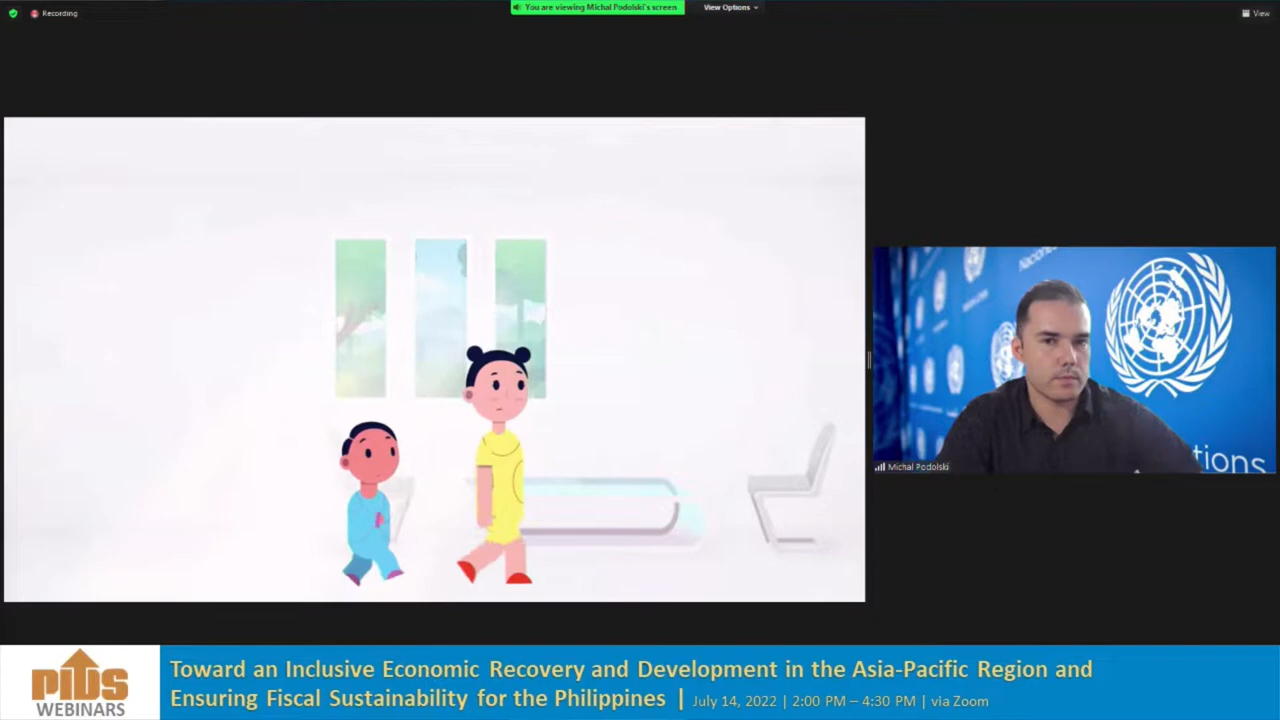 Recording
You are viewing Michal Podolski's screen
View Options
View
Nacion
tions
Michal Podolski
PIDS
WEBINARS
Toward an Inclusive Economic Recovery and Development in the Asia-Pacific Region and
Ensuring Fiscal Sustainability for the Philippines | July 14, 2022 | 2:00 PM – 4:30 PM | via Zoom